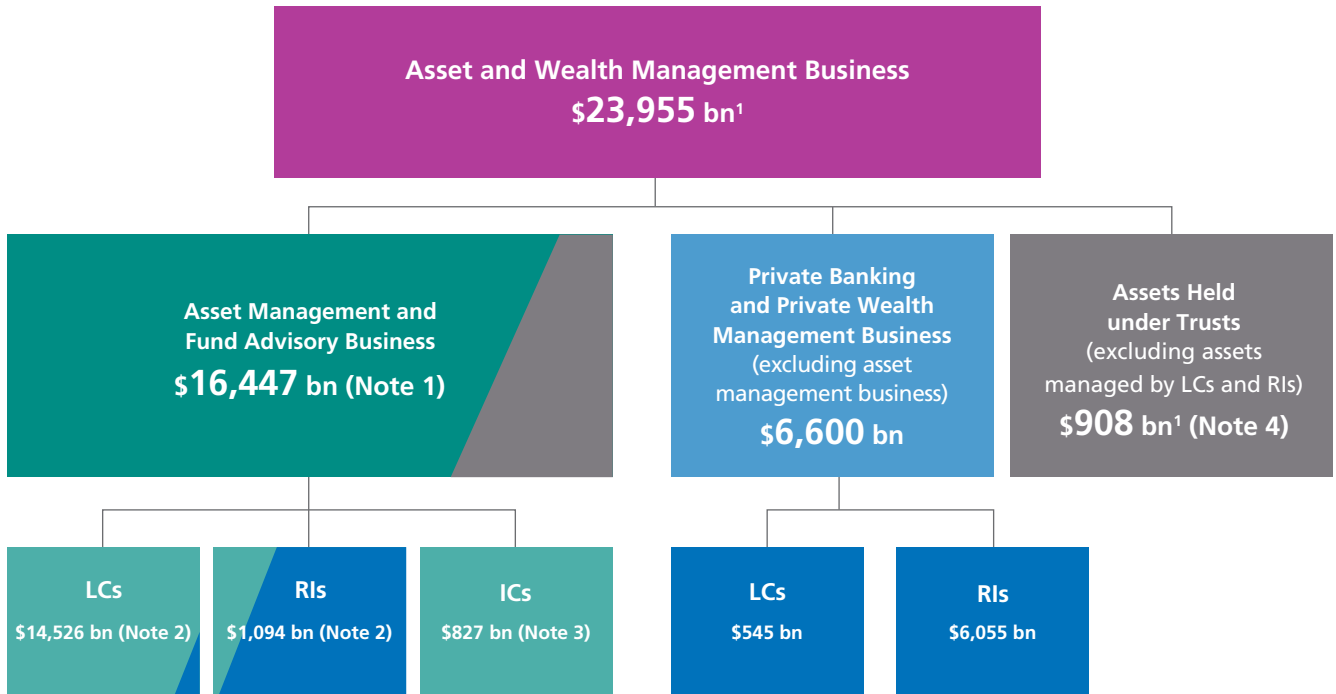 Asset and Wealth Management Business
$23,955 bn¹
Asset Management and
Fund Advisory Business
$16,447 bn (Note 1)
Private Banking
and Private Wealth
Management Business
(excluding asset
management business)
$6,600 bn
Assets Held
under Trusts
(excluding assets
managed by LCs and RIs)
$908 bn¹ (Note 4)
LCs
$14,526 bn (Note 2)
RIs
$1,094 bn (Note 2)
ICs
$827 bn (Note 3)
LCs
$545 bn
RIs
$6,055 bn